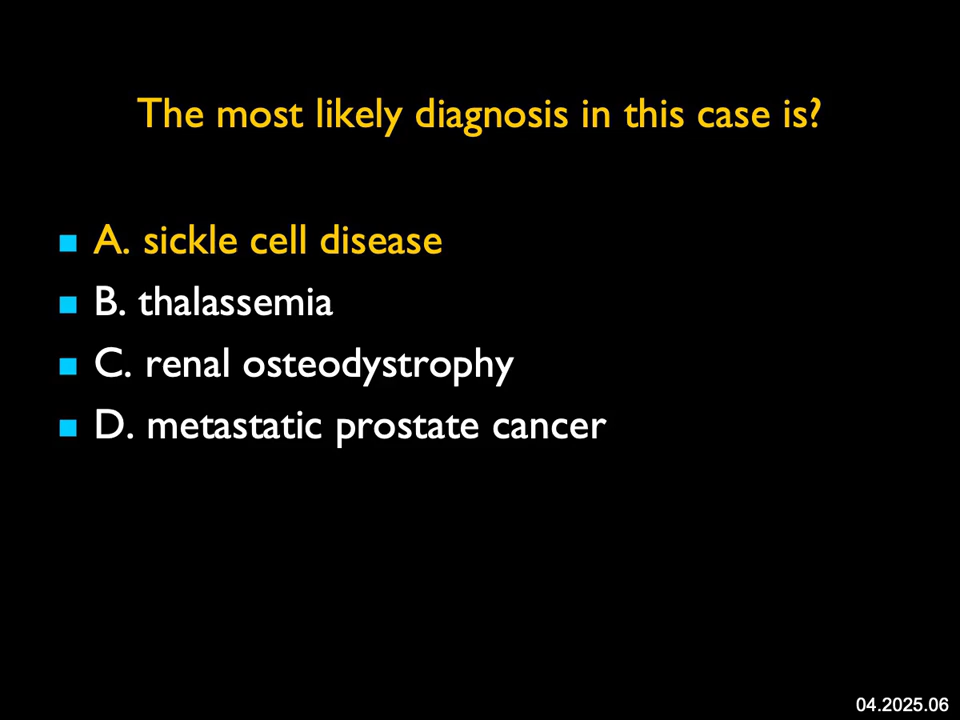 The most likely diagnosis in this case is?
A. sickle cell disease
B. thalassemia
C. renal osteodystrophy
D. metastatic prostate cancer
04.2025.06